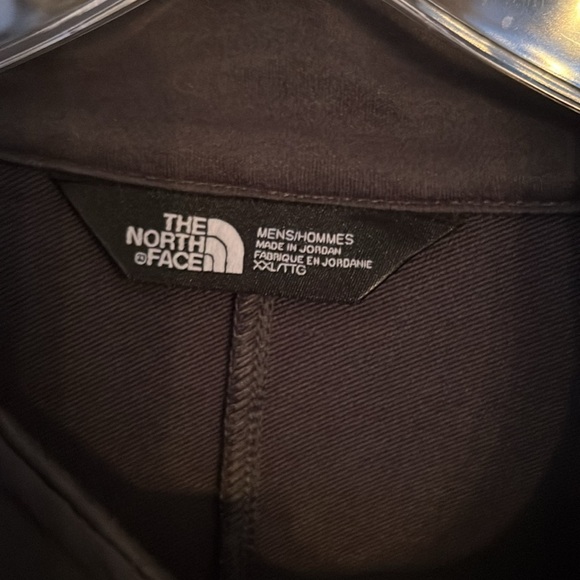 THE
NORTH
FACE
MENS/HOMMES
MADE IN JORDAN
FABRIQUE EN JORDANIE
XXL/TTG